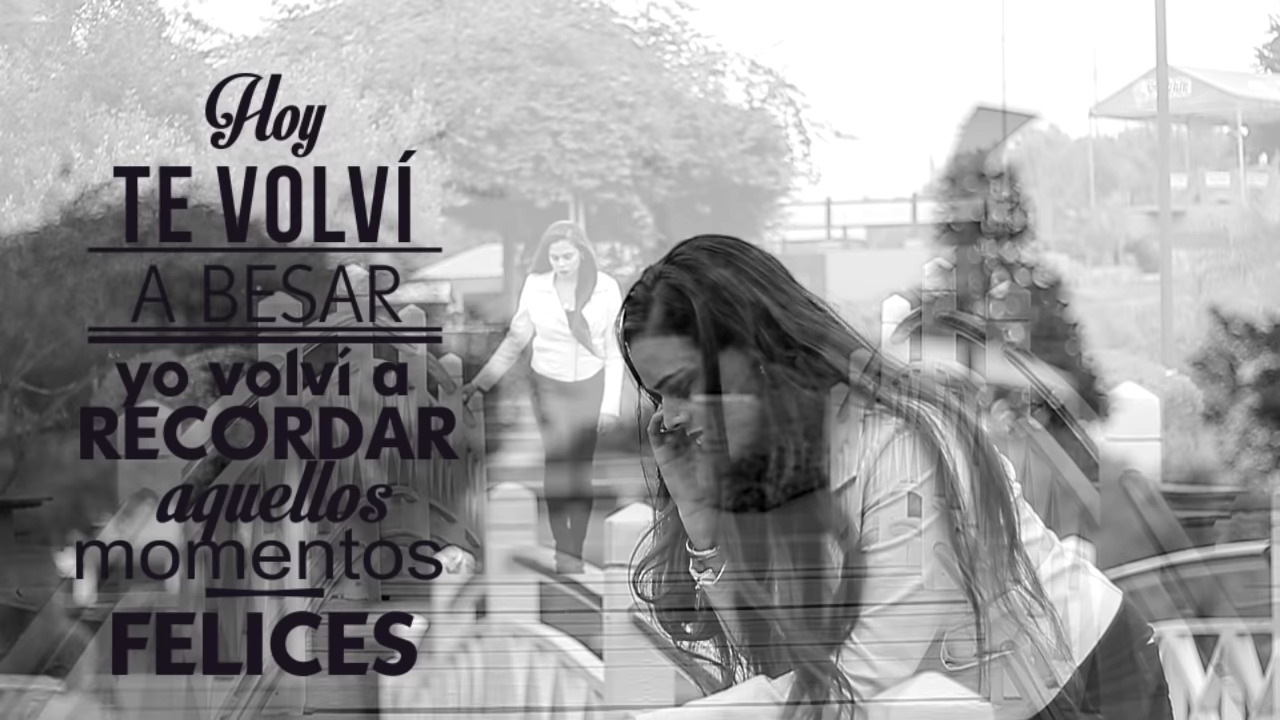 Hoy
TE VOLVÍ
A BESAR
yo volví a
RECORDAR
aquellos
momentos
FELICES